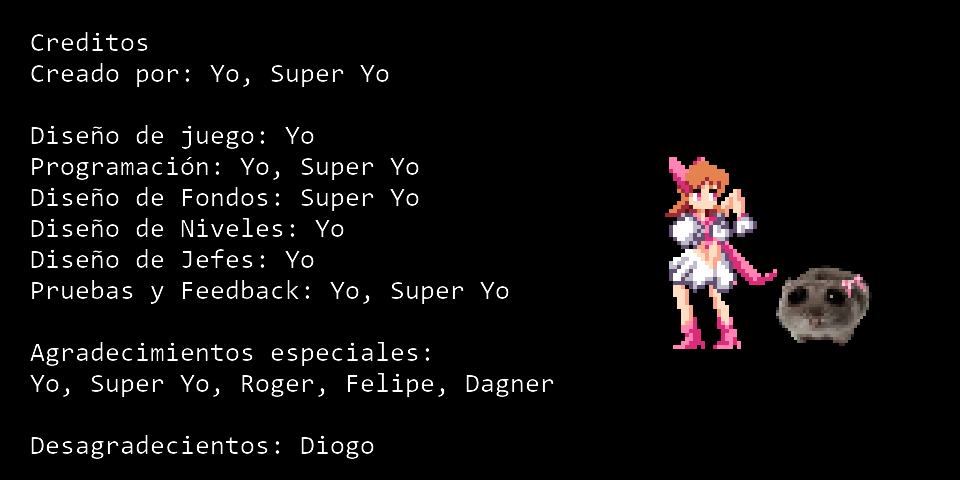 Creditos
Creado por: Yo, Super Yo
Diseño de juego: Yo
Programación: Yo, Super Yo
Diseño de Fondos: Super Yo
Diseño de Niveles: Yo
Diseño de Jefes: Yo
Pruebas y Feedback: Yo, Super Yo
Agradecimientos especiales:
Yo, Super Yo, Roger, Felipe, Dagner
Desagradecientos: Diogo